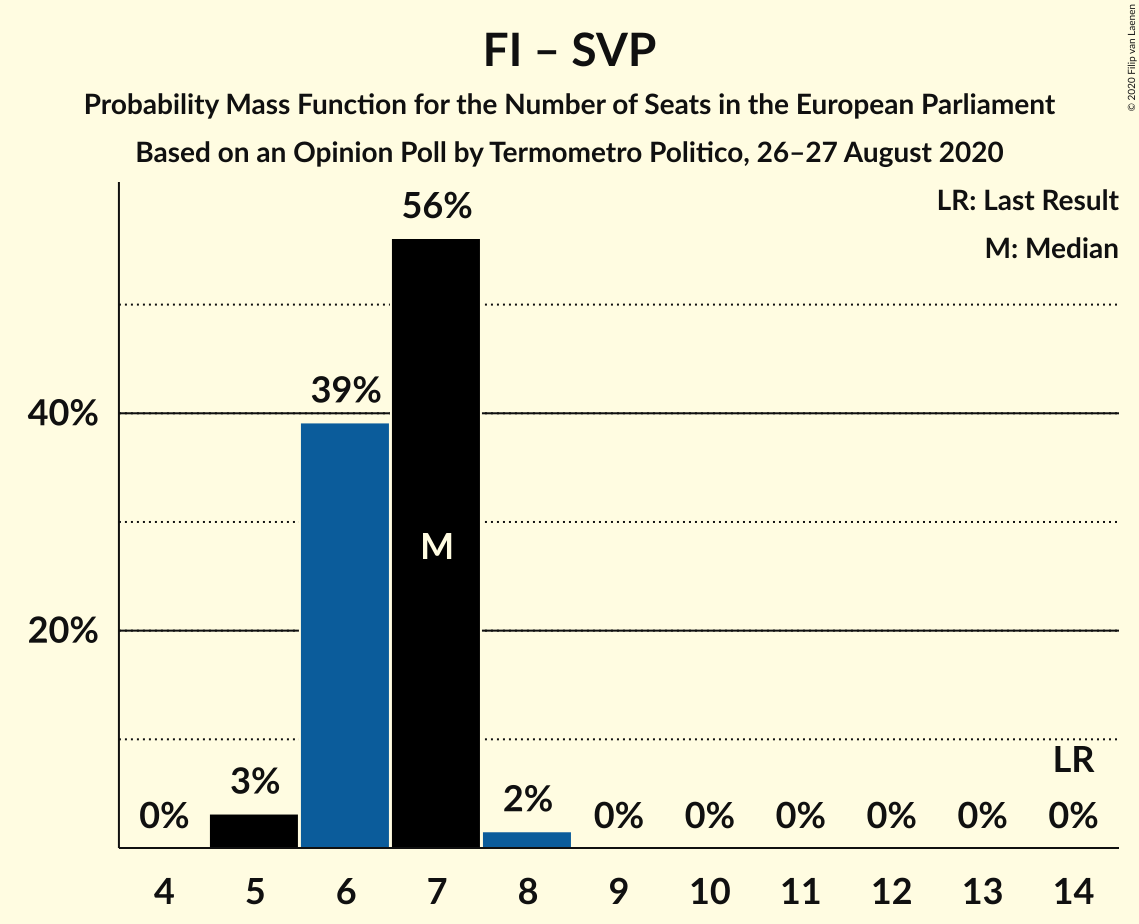 FI – SVP
Probability Mass Function for the Number of Seats in the European Parliament
Based on an Opinion Poll by Termometro Politico, 26–27 August 2020
© 2020 Filip van Laenen
LR: Last Result
M: Median
56%
39%
40%
M
20%
LR
3%
2%
0%
0%
0%
0%
0%
0%
0%
4 5 6 7 8 9 10 11 12 13 14